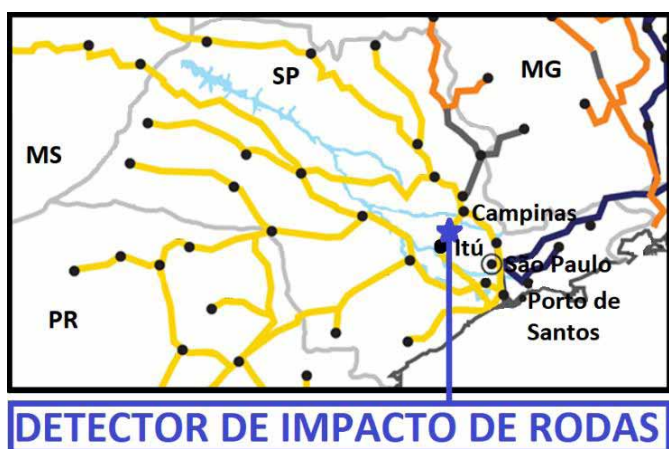 SP
MG
MS
Campinas
Itú
São Paulo
PR
Porto de
Santos
DETECTOR DE IMPACTO DE RODAS